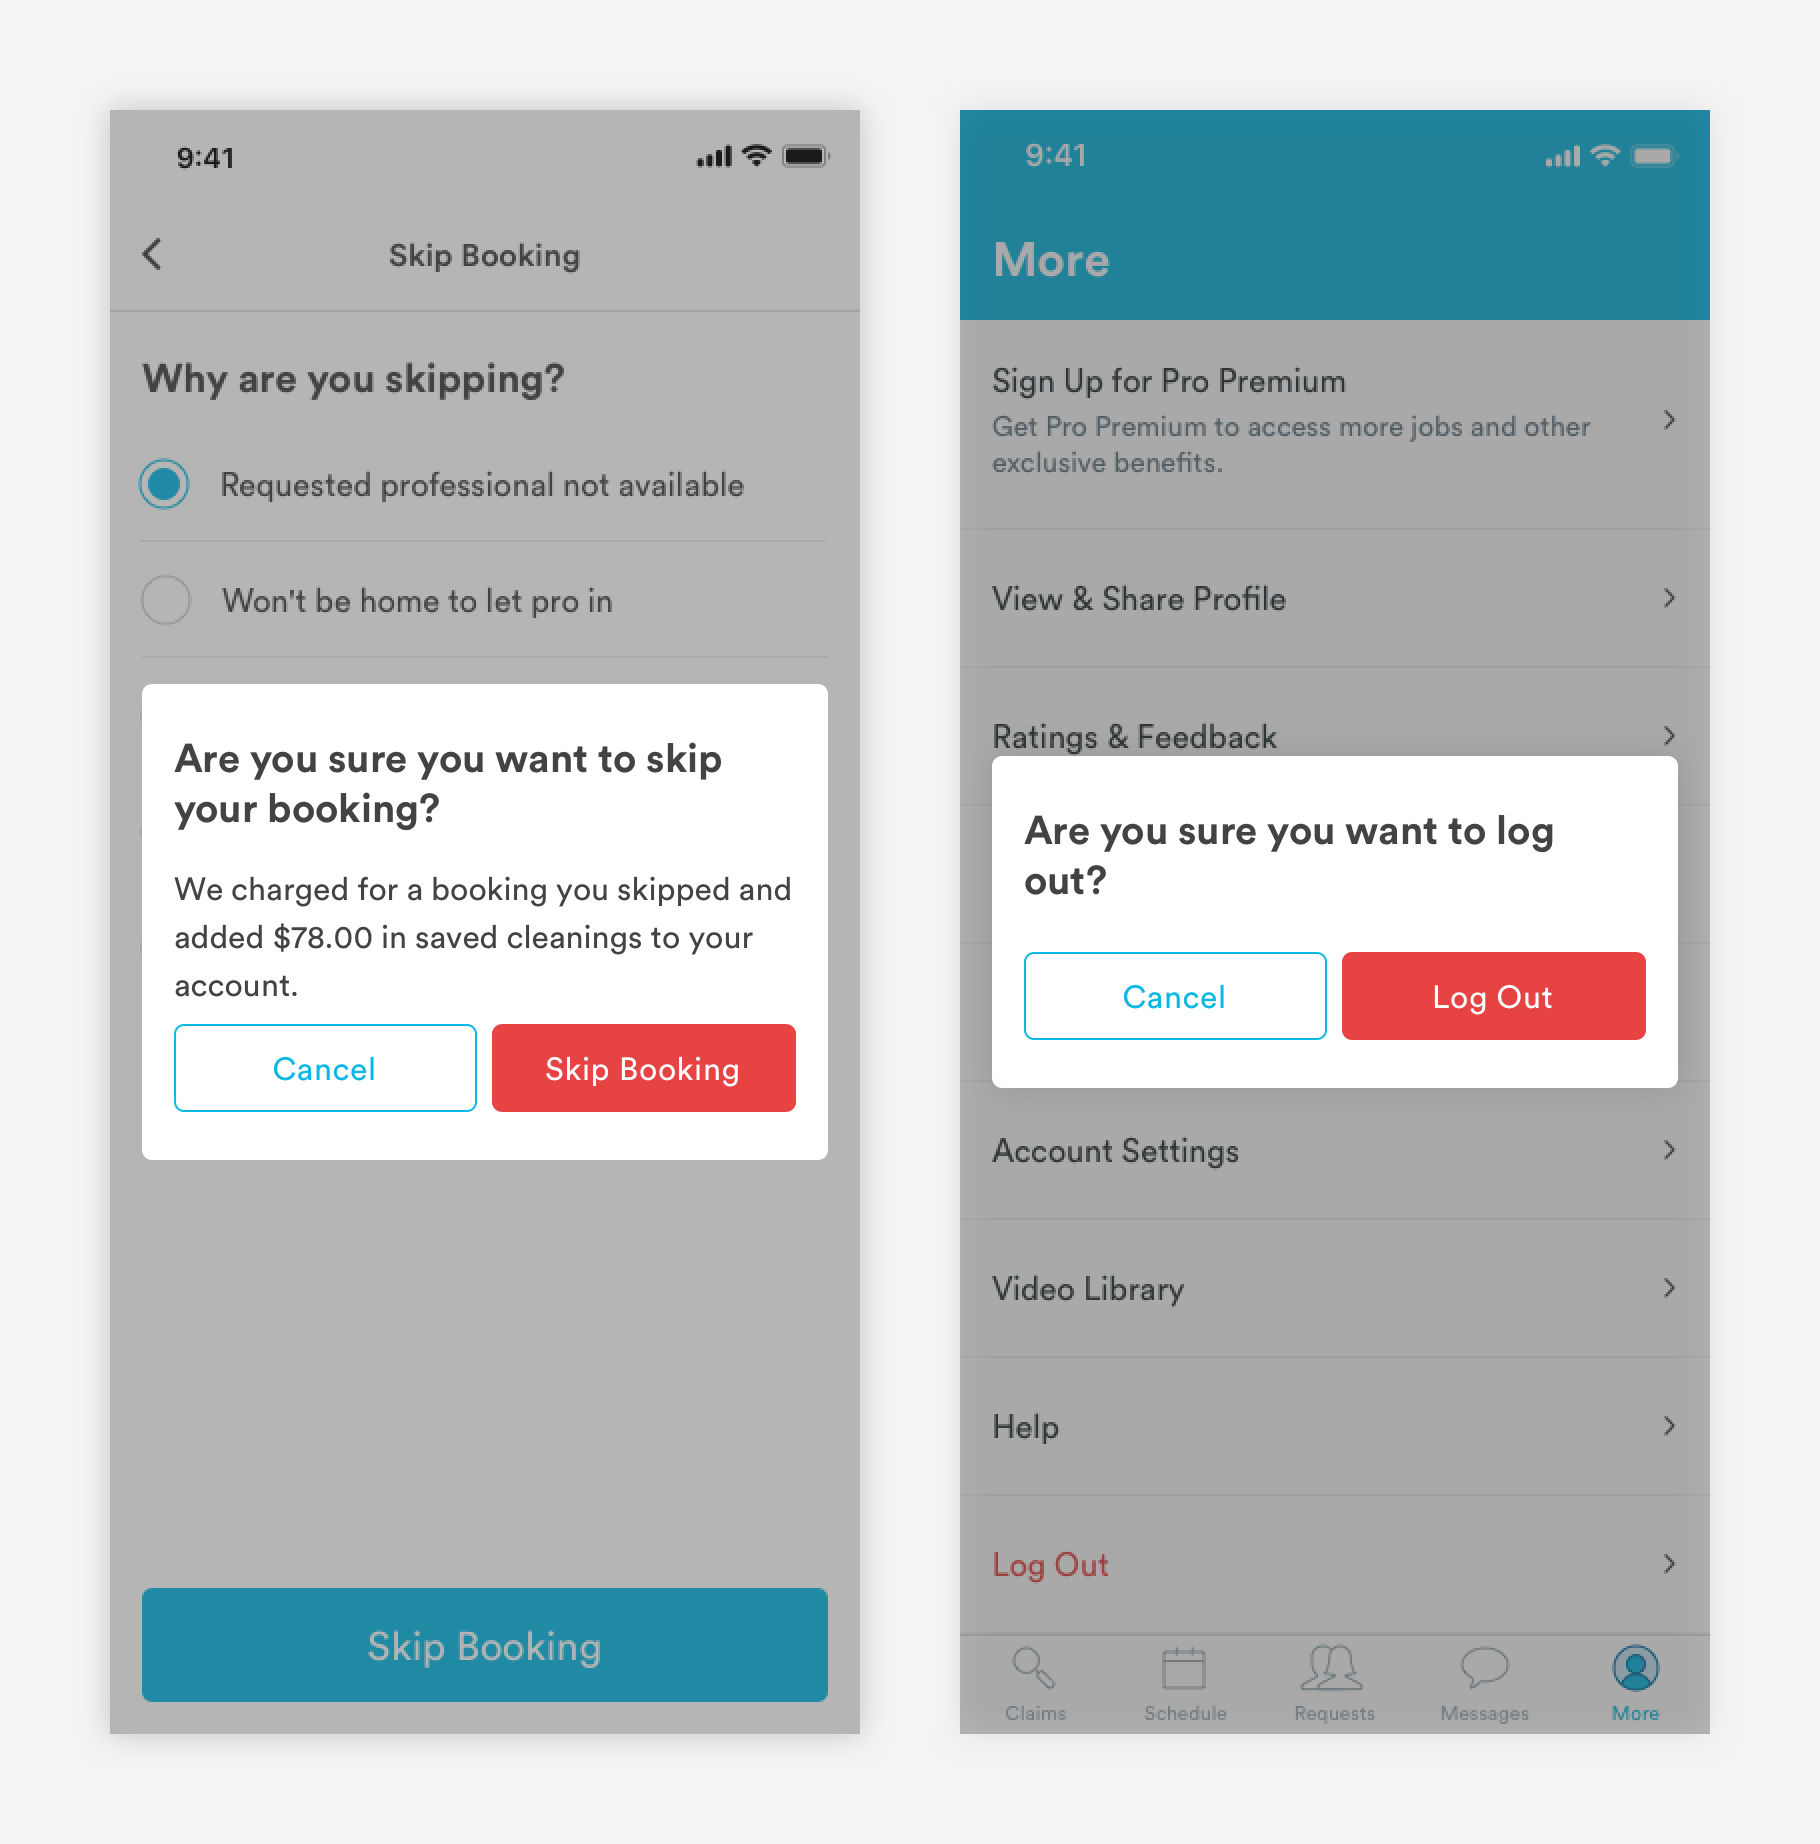 9:41
Skip Booking
Why are you skipping?
Requested professional not available
Won't be home to let pro in
Are you sure you want to skip
your booking?
We charged for a booking you skipped and
added $78.00 in saved cleanings to your
account.
Cancel
Skip Booking
Skip Booking
9:41
More
Sign Up for Pro Premium
Get Pro Premium to access more jobs and other
exclusive benefits.
View & Share Profile
Ratings & Feedback
Are you sure you want to log
out?
Cancel
Log Out
Account Settings
Video Library
Help
Log Out
Claims
Schedule
Requests
Messages
More